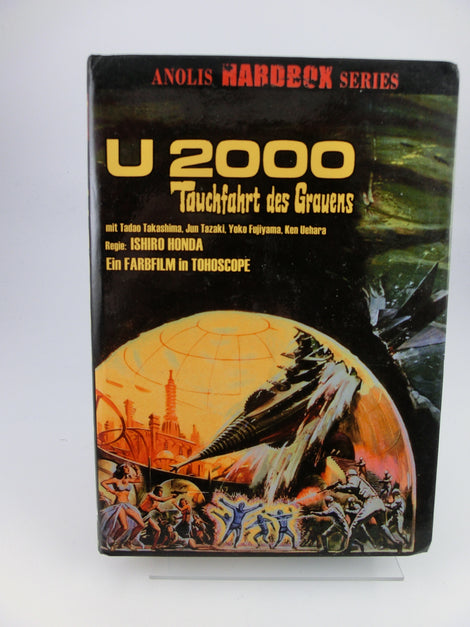 ANOLIS HARDBOX SERIES
U 2000
Tauchfahrt des Grauens
mit Tadao Takashima, Jun Tazaki, Yoko Fujiyama, Ken Uehara
Regie: ISHIRO HONDA
Ein FARBFILM in TOHOSCOPE